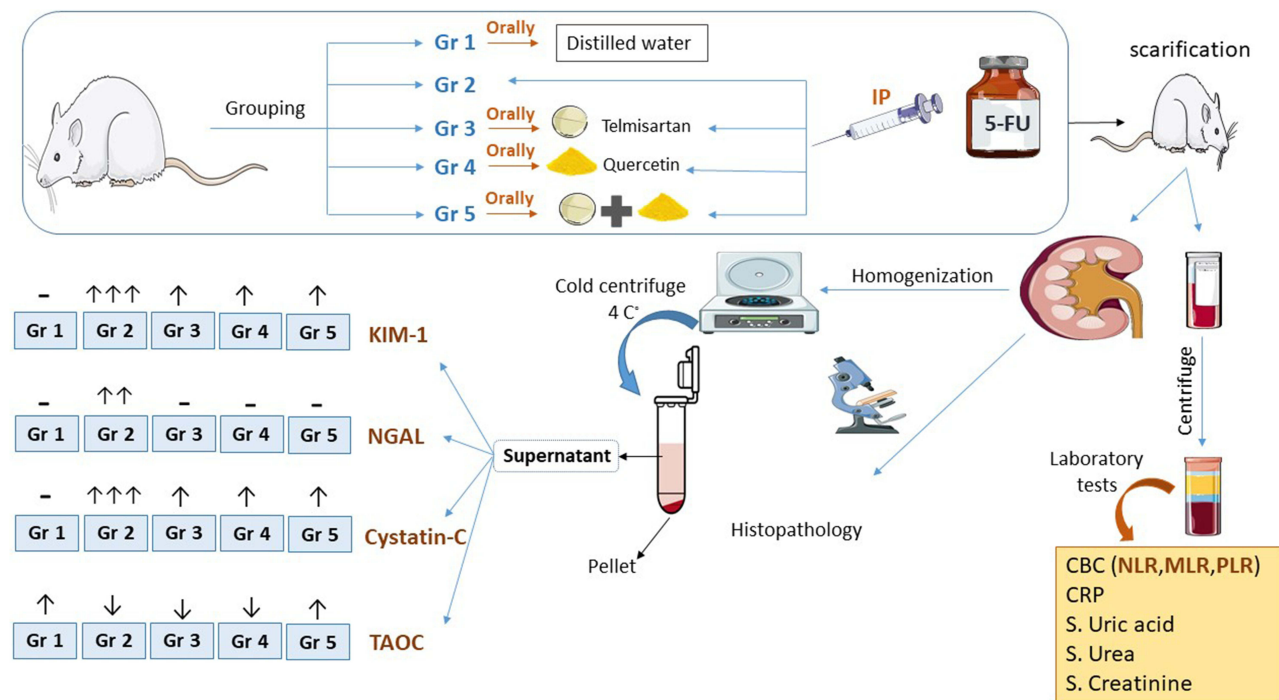 Grouping
Gr 1 Orally Distilled water
Gr 2
Gr 3 Orally Telmisartan
Gr 4 Orally Quercetin
Gr 5 Orally
IP
5-FU
scarification
Homogenization
Cold centrifuge
4 C°
Centrifuge
Laboratory
tests
CBC (NLR,MLR,PLR)
CRP
S. Uric acid
S. Urea
S. Creatinine
Histopathology
Supernatant
Pellet
- ↑↑↑ ↑ ↑ ↑
Gr 1 Gr 2 Gr 3 Gr 4 Gr 5 KIM-1
- ↑↑ - - -
Gr 1 Gr 2 Gr 3 Gr 4 Gr 5 NGAL
- ↑↑↑ ↑ ↑ ↑
Gr 1 Gr 2 Gr 3 Gr 4 Gr 5 Cystatin-C
↑ ↓ ↓ ↓ ↑
Gr 1 Gr 2 Gr 3 Gr 4 Gr 5 TAOC